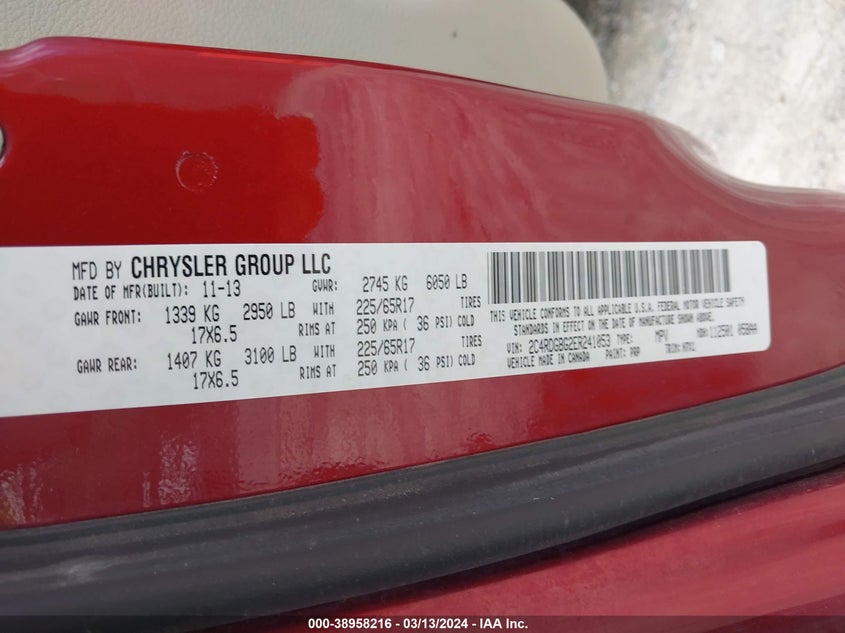 MFD BY CHRYSLER GROUP LLC
DATE OF MFR(BUILT): 11-13 GVWR: 2745 KG 6050 LB
GAWR FRONT: 1339 KG 2950 LB WITH 225/65R17 TIRES
17X6.5 RIMS AT 250 KPA ( 36 PSI) COLD
GAWR REAR: 1407 KG 3100 LB WITH 225/65R17 TIRES
17X6.5 RIMS AT 250 KPA ( 36 PSI) COLD
THIS VEHICLE CONFORMS TO ALL APPLICABLE U.S.A. FEDERAL MOTOR VEHICLE SAFETY
STANDARDS IN EFFECT ON THE DATE OF MANUFACTURE SHOWN ABOVE.
VIN: 2C4RDGBG2ER241053 TYPE: MPV MDH: 112501 058AA
VEHICLE MADE IN CANADA PAINT: PRP TRIM:
000-38958216 - 03/13/2024 - IAA Inc.